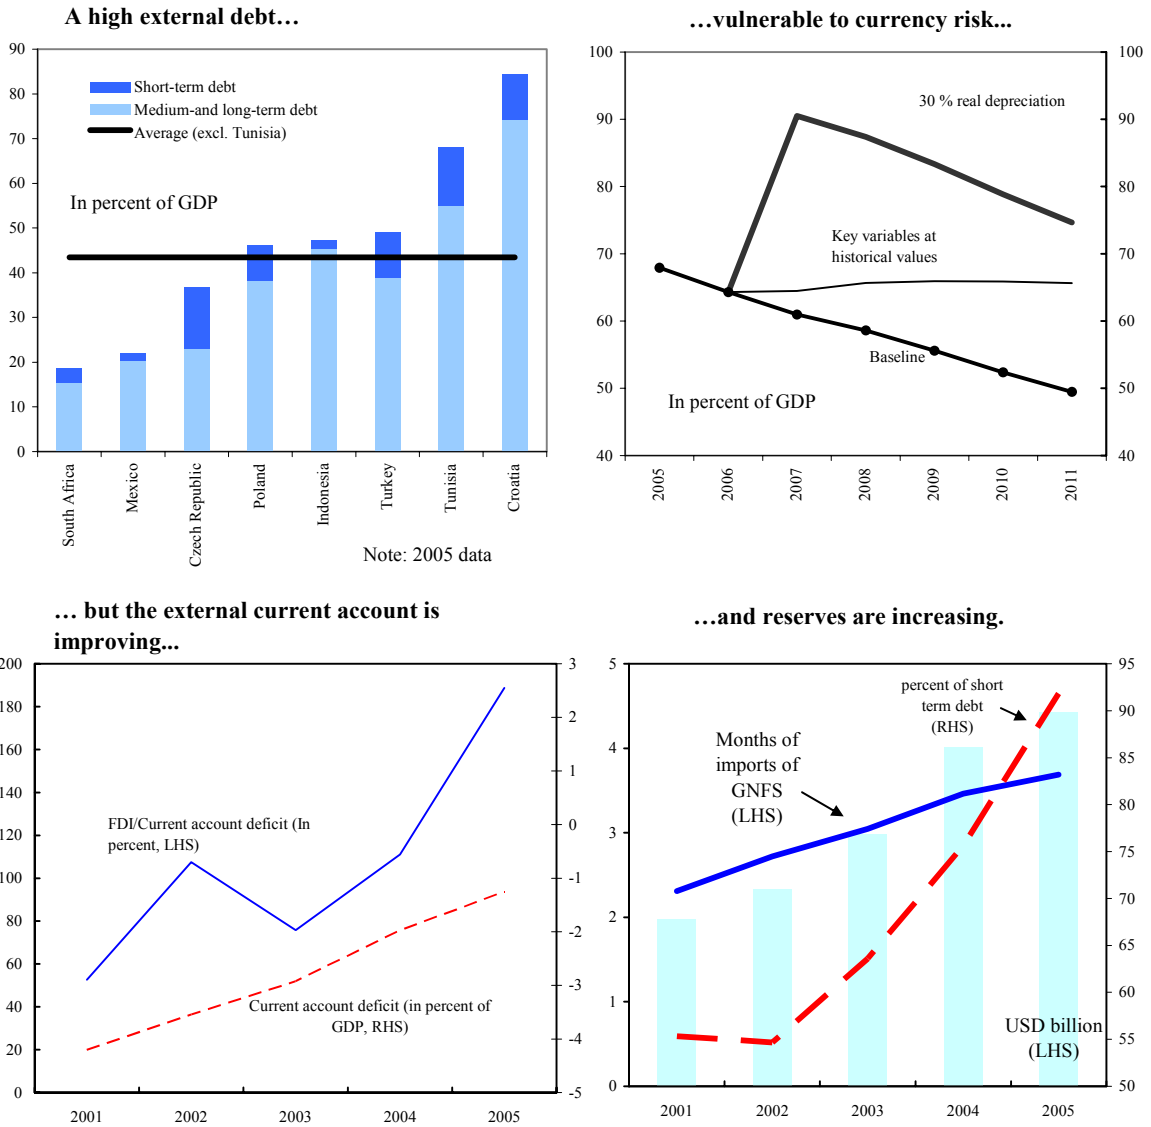 A high external debt…
90
80
70
60
50
40
30
20
10
0
Short-term debt
Medium-and long-term debt
Average (excl. Tunisia)
In percent of GDP
South Africa
Mexico
Czech Republic
Poland
Indonesia
Turkey
Tunisia
Croatia
Note: 2005 data
…vulnerable to currency risk...
100
90
80
70
60
50
40
100
90
80
70
60
50
40
30 % real depreciation
Key variables at
historical values
Baseline
In percent of GDP
2005
2006
2007
2008
2009
2010
2011
… but the external current account is
improving...
200
180
160
140
120
100
80
60
40
20
0
3
2
1
0
-1
-2
-3
-4
-5
FDI/Current account deficit (In
percent, LHS)
Current account deficit (in percent of
GDP, RHS)
2001
2002
2003
2004
2005
…and reserves are increasing.
5
4
3
2
1
0
95
90
85
80
75
70
65
60
55
50
percent of short
term debt
(RHS)
Months of
imports of
GNFS
(LHS)
USD billion
(LHS)
2001
2002
2003
2004
2005